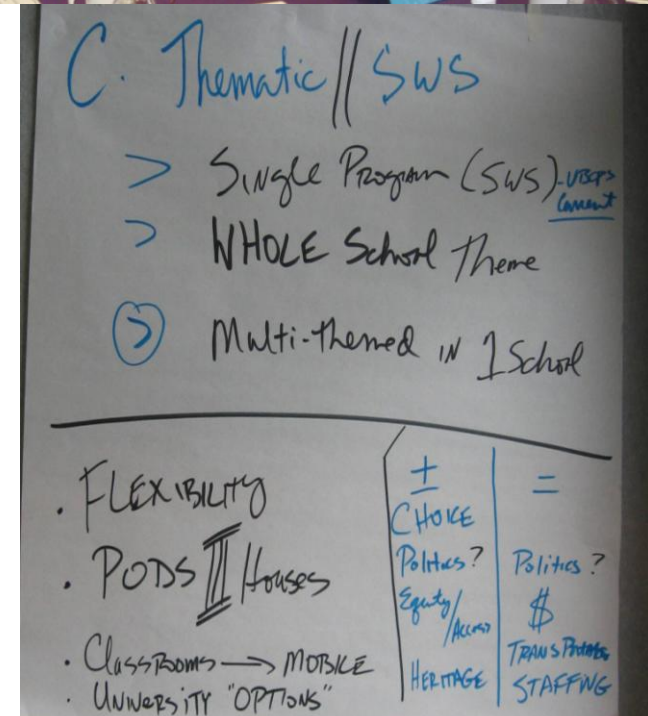 C. Thematic || SWS
> Single Program (SWS) -VBCPS
Current
> WHOLE School Theme
> Multi-themed IN 1 School
. FLEXIBILITY
. PODS Houses
. Classrooms → MOBILE
. University "OPTIONS"
+
CHOICE
Politics?
Equity/
Access
HERITAGE
=
Politics?
$
STAFFING